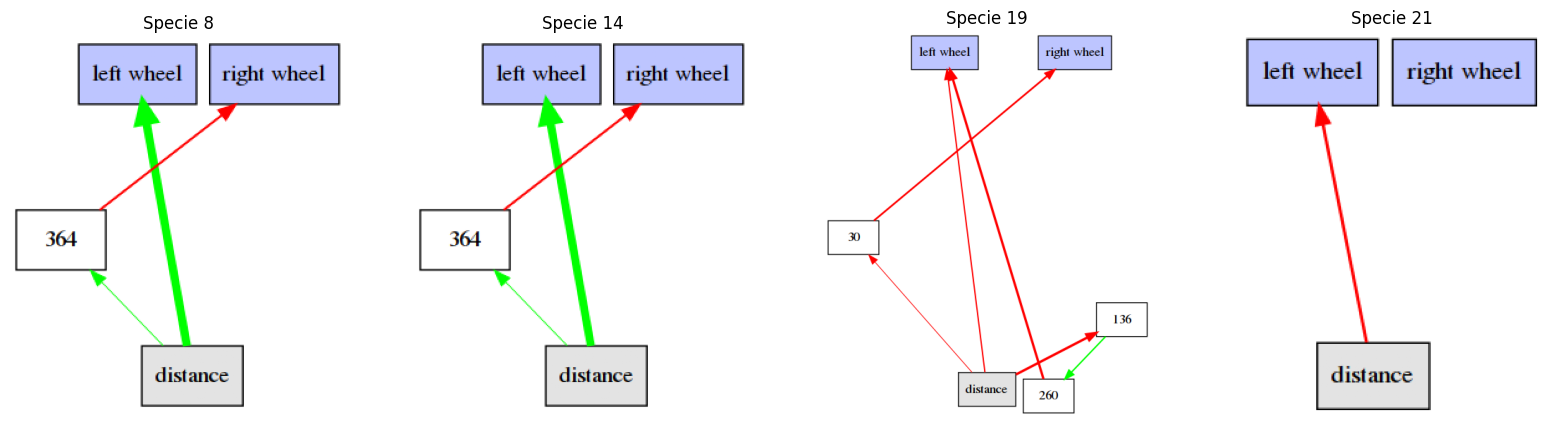 Specie 8
left wheel
right wheel
364
distance
Specie 14
left wheel
right wheel
364
distance
Specie 19
left wheel
right wheel
30
136
distance
260
Specie 21
left wheel
right wheel
distance